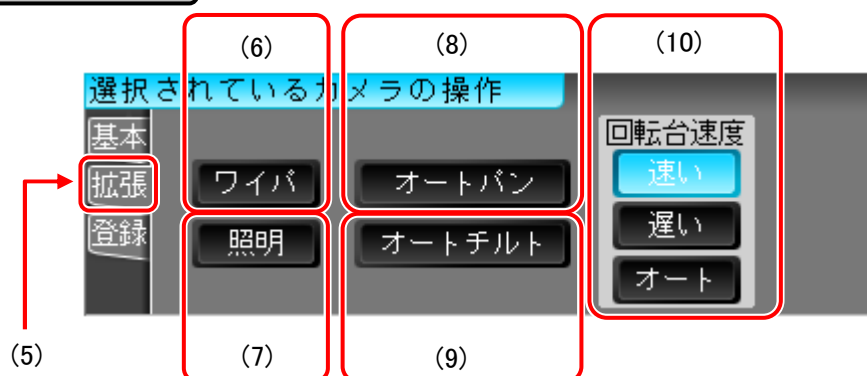 (6)
(8)
(10)
選択されているカメラの操作
基本
拡張
登録
ワイパ
オートパン
照明
オートチルト
回転台速度
速い
遅い
オート
(5)
(7)
(9)